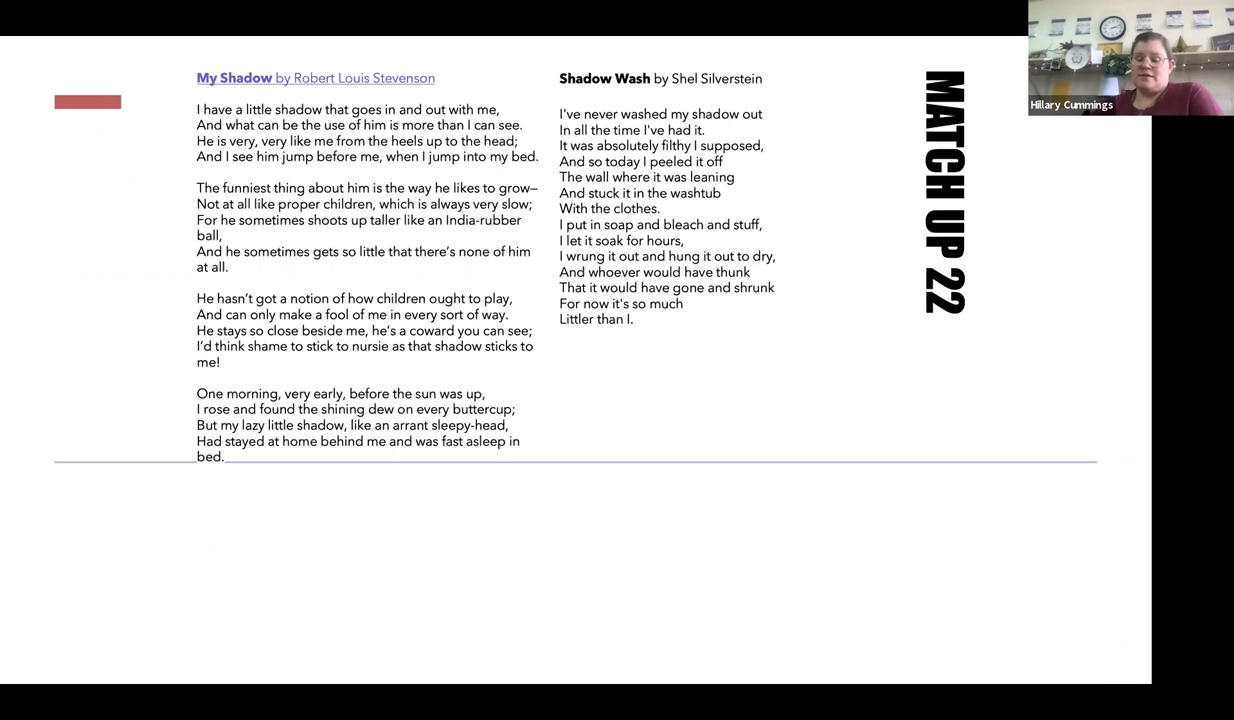 My Shadow by Robert Louis Stevenson
I have a little shadow that goes in and out with me,
And what can be the use of him is more than I can see.
He is very, very like me from the heels up to the head;
And I see him jump before me, when I jump into my bed.
The funniest thing about him is the way he likes to grow—
Not at all like proper children, which is always very slow;
For he sometimes shoots up taller like an India-rubber
ball,
And he sometimes gets so little that there’s none of him
at all.
He hasn’t got a notion of how children ought to play,
And can only make a fool of me in every sort of way.
He stays so close beside me, he’s a coward you can see;
I’d think shame to stick to nursie as that shadow sticks to
me!
One morning, very early, before the sun was up,
I rose and found the shining dew on every buttercup;
But my lazy little shadow, like an arrant sleepy-head,
Had stayed at home behind me and was fast asleep in
bed.
Shadow Wash by Shel Silverstein
I've never washed my shadow out
In all the time I've had it.
It was absolutely filthy I supposed,
And so today I peeled it off
The wall where it was leaning
And stuck it in the washtub
With the clothes.
I put in soap and bleach and stuff,
I let it soak for hours,
I wrung it out and hung it out to dry,
And whoever would have thunk
That it would have gone and shrunk
For now it's so much
Littler than I.
MATCH UP 22
Hillary Cummings